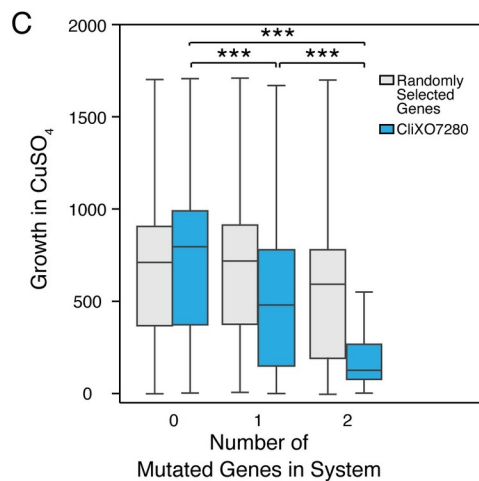 C
2000
1500
1000
500
0
Growth in CuSO4
***
*** ***
Randomly
Selected
Genes
CliXO7280
0 1 2
Number of
Mutated Genes in System